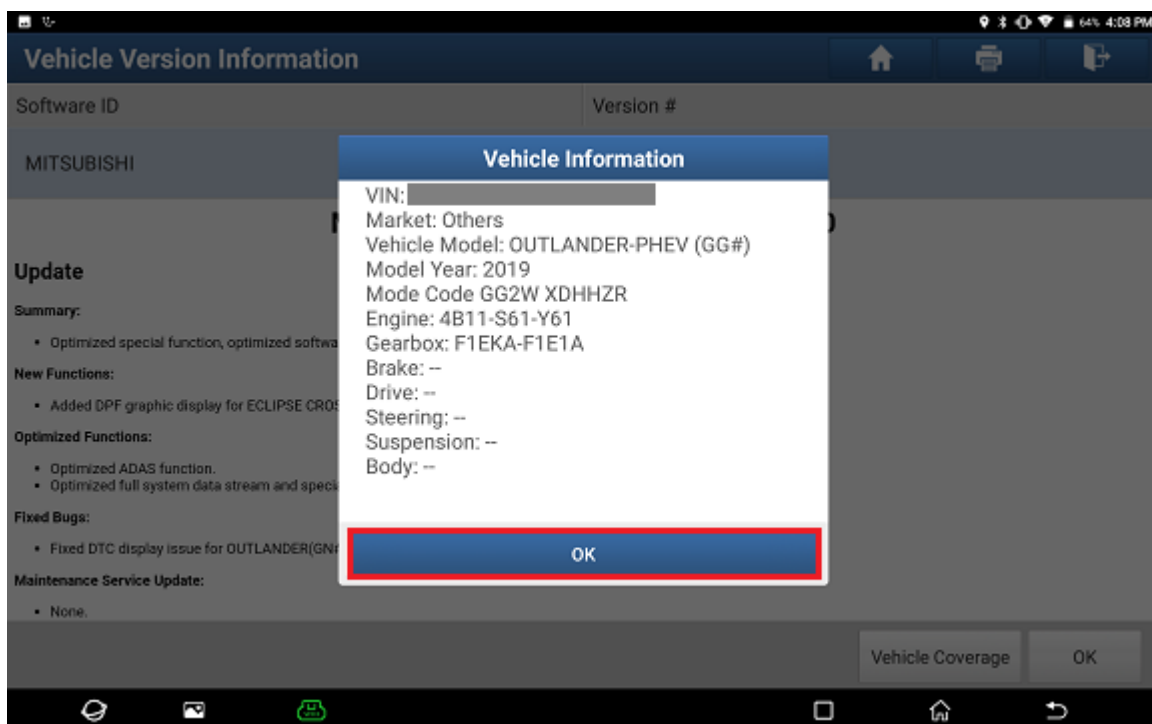 64% 4:08 PM
Vehicle Version Information
Software ID
Version #
MITSUBISHI
Vehicle Information
VIN:
Market: Others
Vehicle Model: OUTLANDER-PHEV (GG#)
Model Year: 2019
Mode Code GG2W XDHHZR
Engine: 4B11-S61-Y61
Gearbox: F1EKA-F1E1A
Brake: --
Drive: --
Steering: --
Suspension: --
Body: --
OK
Update
Summary:
• Optimized special function, optimized softwa
New Functions:
• Added DPF graphic display for ECLIPSE CROS
Optimized Functions:
• Optimized ADAS function.
• Optimized full system data stream and speci
Fixed Bugs:
• Fixed DTC display issue for OUTLANDER(GN#
Maintenance Service Update:
• None.
Vehicle Coverage
OK